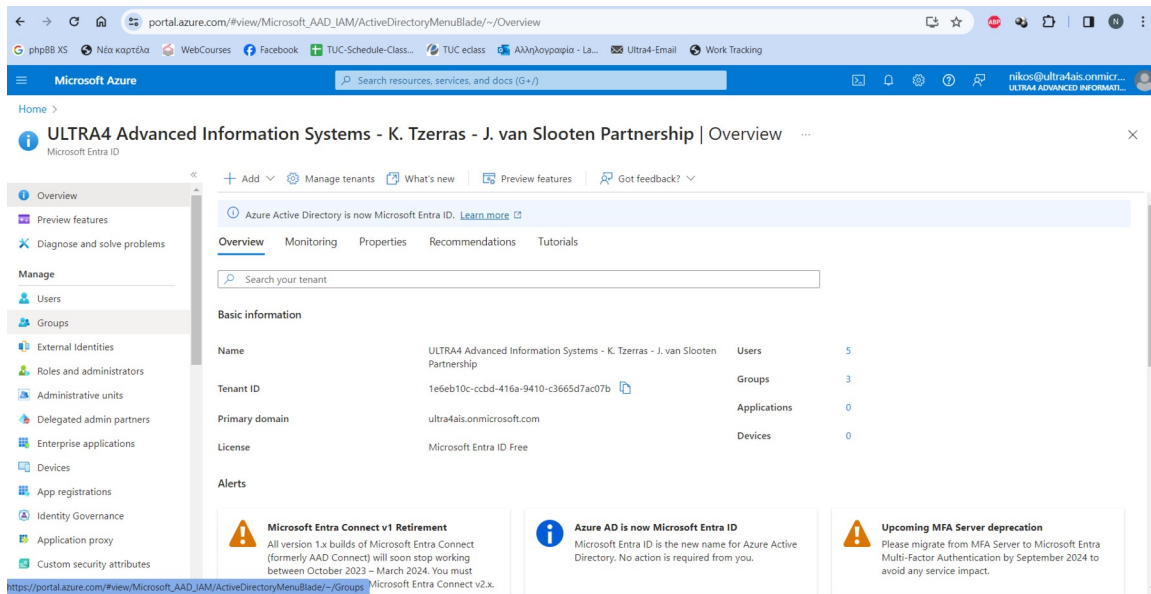 portal.azure.com/#view/Microsoft_AAD_IAM/ActiveDirectoryMenuBlade/~/Overview
ABP
N
phpBB XS
Νέα καρτέλα
WebCourses
Facebook
TUC-Schedule-Class...
TUC eclass
Αλληλογραφία - La...
Ultra4-Email
Work Tracking
Microsoft Azure
Search resources, services, and docs (G+/)
nikos@ultra4ais.onmicr...
ULTRA4 ADVANCED INFORMATI...
Home >
ULTRA4 Advanced Information Systems - K. Tzerras - J. van Slooten Partnership | Overview ...
Microsoft Entra ID
Add
Manage tenants
What's new
Preview features
Got feedback?
Overview
Preview features
Diagnose and solve problems
Manage
Users
Groups
External Identities
Roles and administrators
Administrative units
Delegated admin partners
Enterprise applications
Devices
App registrations
Identity Governance
Application proxy
Custom security attributes
Azure Active Directory is now Microsoft Entra ID. Learn more
Overview
Monitoring
Properties
Recommendations
Tutorials
Search your tenant
Basic information
Name
ULTRA4 Advanced Information Systems - K. Tzerras - J. van Slooten
Partnership
Users
5
Tenant ID
1e6eb10c-ccbd-416a-9410-c3665d7ac07b
Groups
3
Primary domain
ultra4ais.onmicrosoft.com
Applications
0
License
Microsoft Entra ID Free
Devices
0
Alerts
Microsoft Entra Connect v1 Retirement
All version 1.x builds of Microsoft Entra Connect
(formerly AAD Connect) will soon stop working
between October 2023 – March 2024. You must
Microsoft Entra Connect v2.x.
Azure AD is now Microsoft Entra ID
Microsoft Entra ID is the new name for Azure Active
Directory. No action is required from you.
Upcoming MFA Server deprecation
Please migrate from MFA Server to Microsoft Entra
Multi-Factor Authentication by September 2024 to
avoid any service impact.
https://portal.azure.com/#view/Microsoft_AAD_IAM/ActiveDirectoryMenuBlade/~/Groups